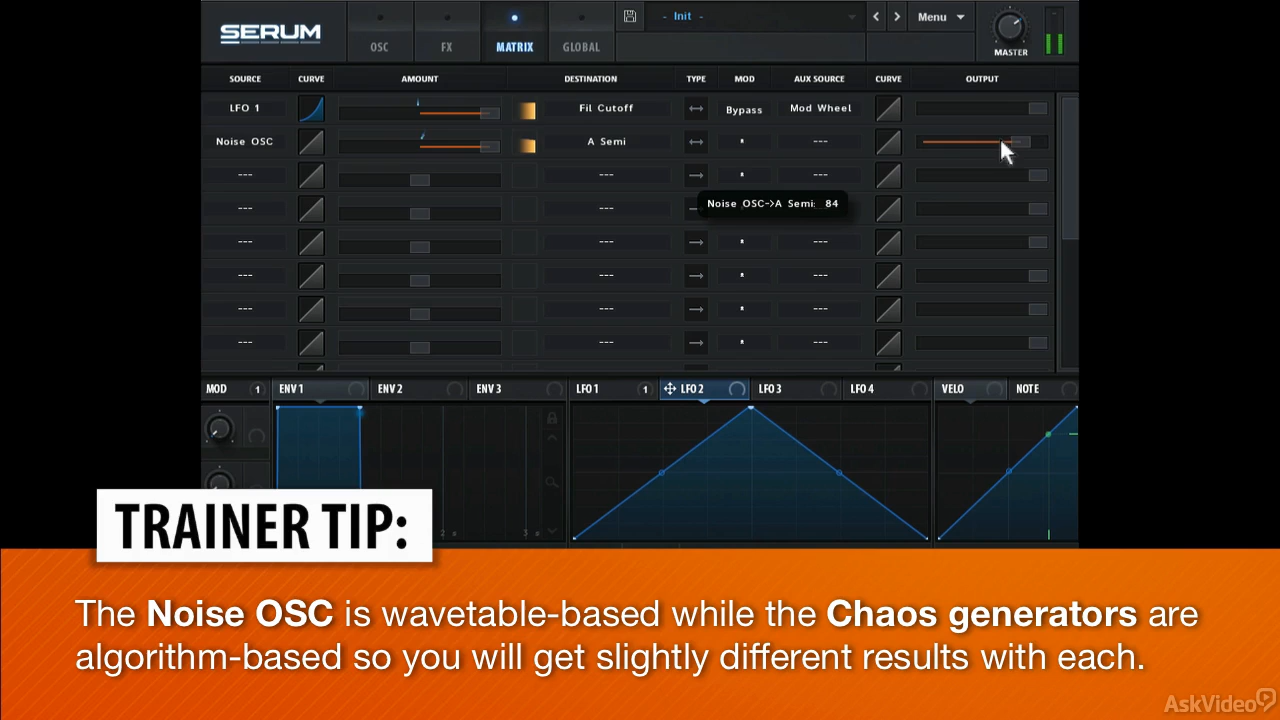 SERUM
OSC FX MATRIX GLOBAL
- Init -
Menu
MASTER
SOURCE CURVE AMOUNT DESTINATION TYPE MOD AUX SOURCE CURVE OUTPUT
LFO 1 Fil Cutoff Bypass Mod Wheel
Noise OSC A Semi ---
--- --- ---
--- Noise OSC->A Semi: 84
--- --- ---
--- --- ---
--- --- ---
--- --- ---
MOD 1 ENV 1 ENV 2 ENV 3 LFO 1 1 LFO 2 LFO 3 LFO 4 VELO NOTE
2 s 3 s
TRAINER TIP:
The Noise OSC is wavetable-based while the Chaos generators are
algorithm-based so you will get slightly different results with each.
AskVideo